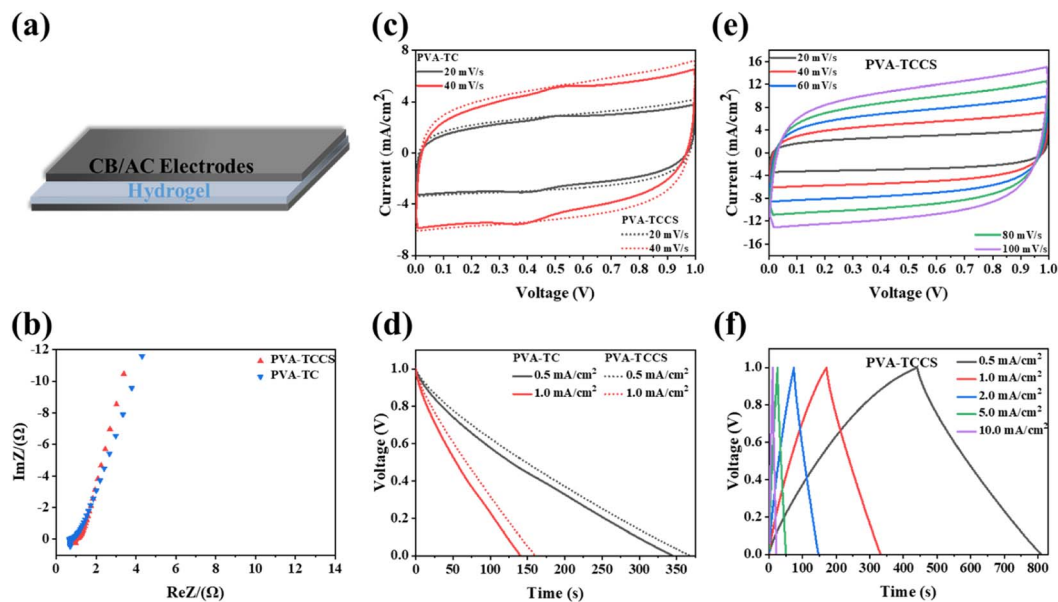 (a)
CB/AC Electrodes
Hydrogel
(b)
ImZ/(Ω)
-12
-10
-8
-6
-4
-2
0
PVA-TCCS
PVA-TC
0 2 4 6 8 10 12 14
ReZ/(Ω)
(c)
Current (mA/cm²)
8
4
0
-4
-8
PVA-TC
20 mV/s
40 mV/s
PVA-TCCS
20 mV/s
40 mV/s
0.0 0.1 0.2 0.3 0.4 0.5 0.6 0.7 0.8 0.9 1.0
Voltage (V)
(d)
Voltage (V)
1.0
0.8
0.6
0.4
0.2
0.0
PVA-TC PVA-TCCS
0.5 mA/cm² 0.5 mA/cm²
1.0 mA/cm² 1.0 mA/cm²
0 50 100 150 200 250 300 350
Time (s)
(e)
Current (mA/cm²)
16
12
8
4
0
-4
-8
-12
-16
20 mV/s
40 mV/s
60 mV/s
PVA-TCCS
80 mV/s
100 mV/s
0.0 0.1 0.2 0.3 0.4 0.5 0.6 0.7 0.8 0.9 1.0
Voltage (V)
(f)
Voltage (V)
1.0
0.8
0.6
0.4
0.2
0.0
PVA-TCCS
0.5 mA/cm²
1.0 mA/cm²
2.0 mA/cm²
5.0 mA/cm²
10.0 mA/cm²
0 100 200 300 400 500 600 700 800
Time (s)